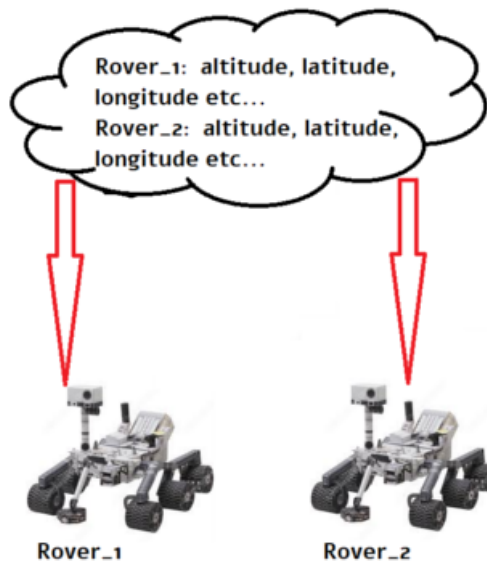 Rover_1: altitude, latitude,
longitude etc...
Rover_2: altitude, latitude,
longitude etc...
Rover_1
Rover_2